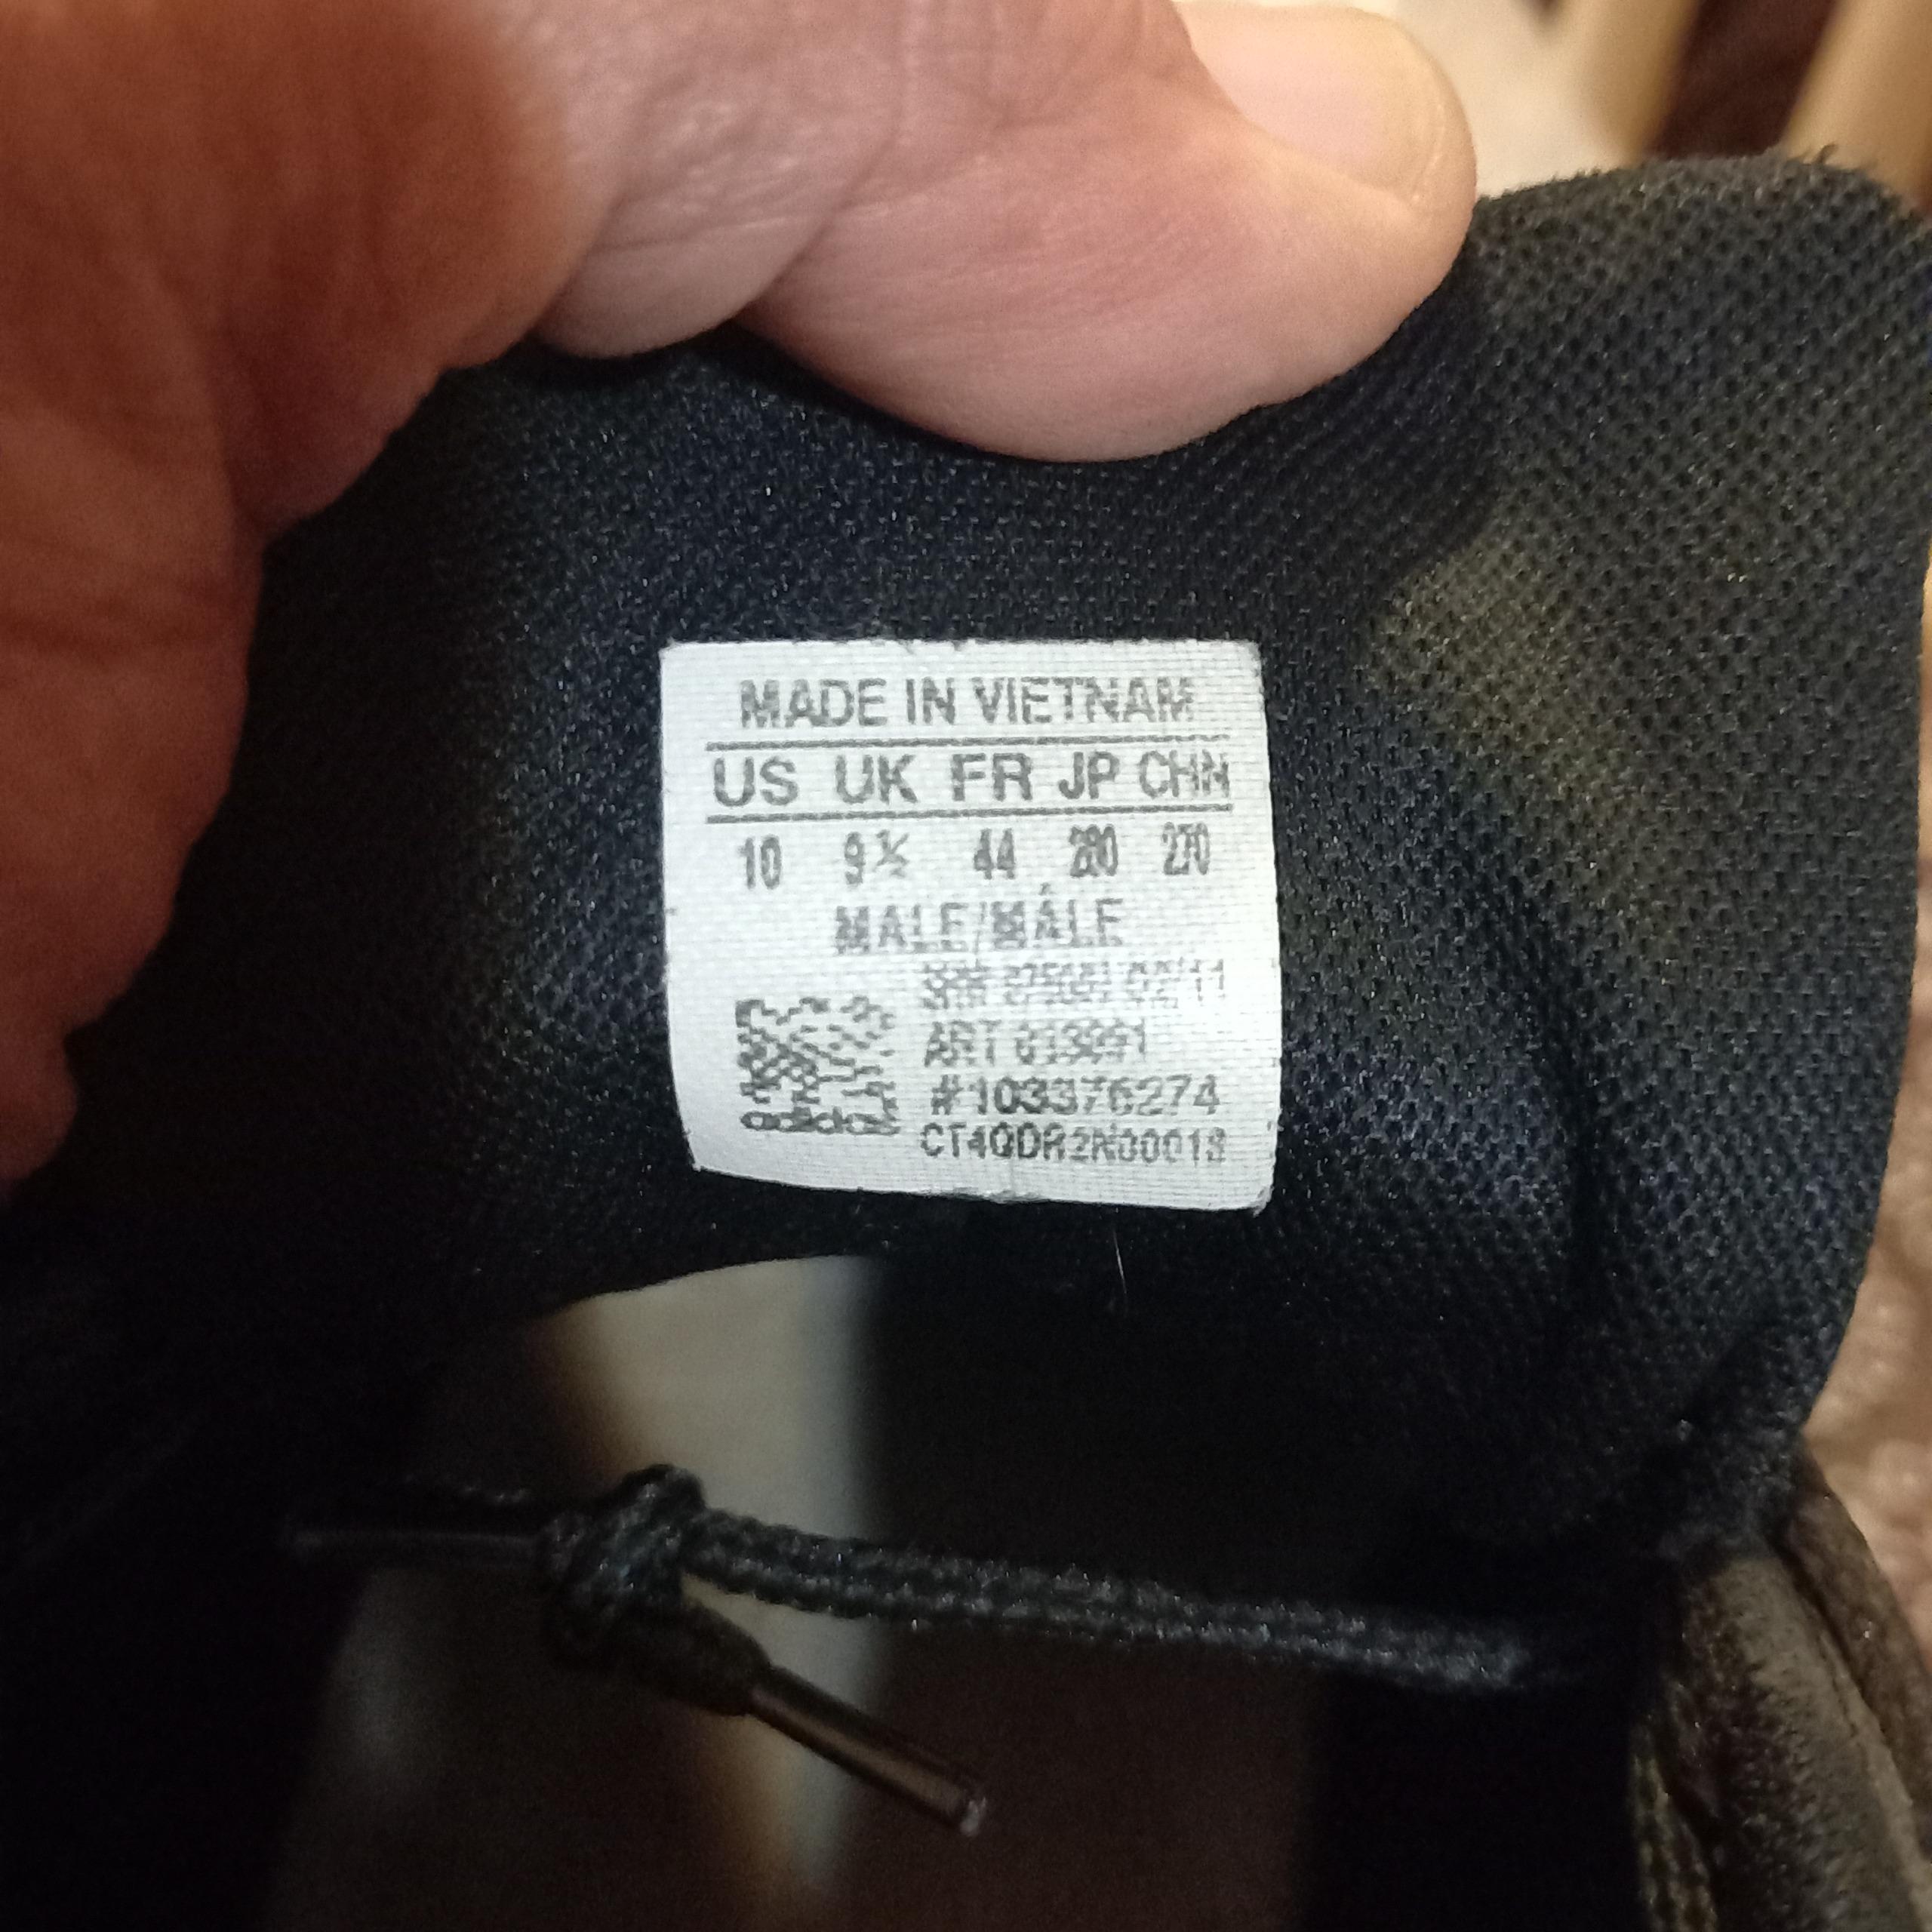 MADE IN VIETNAM
US UK FR JP CHN
10 9½ 44 280 270
MALE/MÂLE
ART
#103376274
adidas